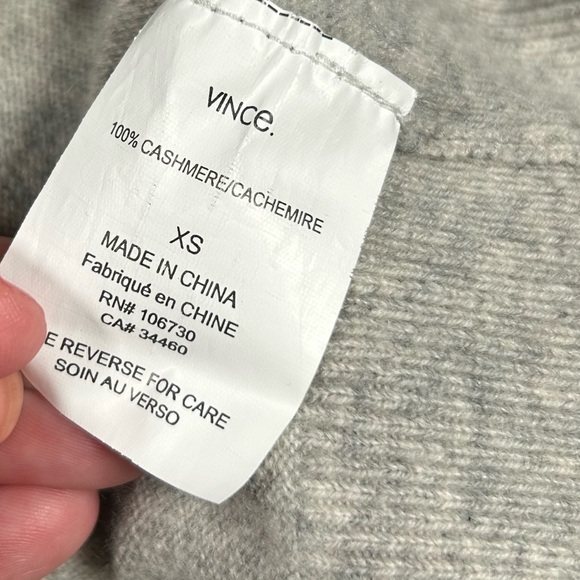 VINCe.
100% CASHMERE/CACHEMIRE
XS
MADE IN CHINA
Fabriqué en CHINE
RN# 106730
CA# 34460
REVERSE FOR CARE
SOIN AU VERSO